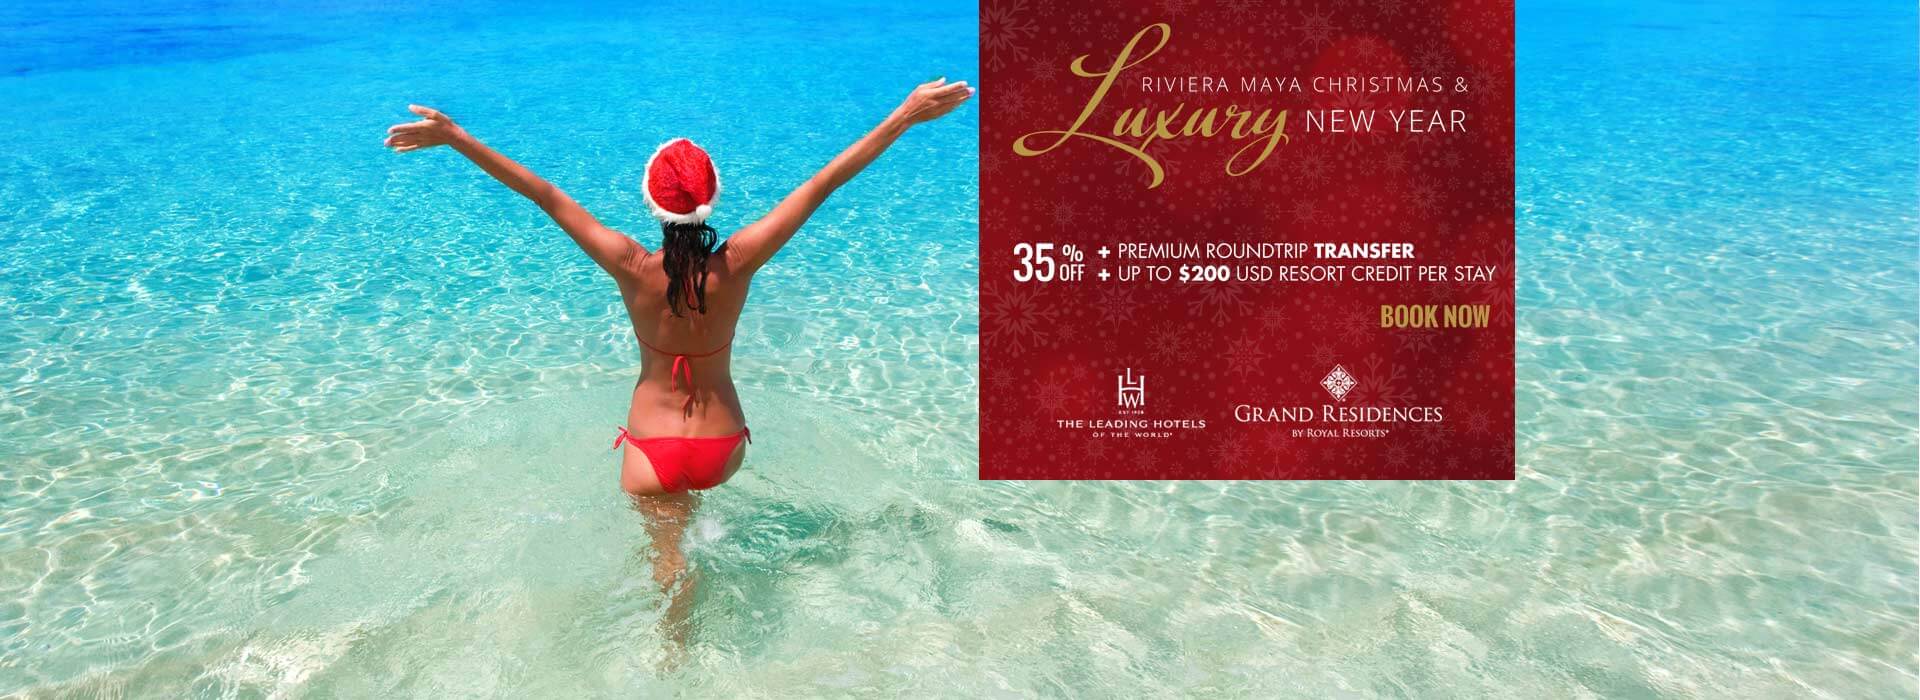 RIVIERA MAYA CHRISTMAS &
Luxury NEW YEAR
35% OFF
+ PREMIUM ROUNDTRIP TRANSFER
+ UP TO $200 USD RESORT CREDIT PER STAY
BOOK NOW
LHW
EST 1928
THE LEADING HOTELS
OF THE WORLD®
GRAND RESIDENCES
BY ROYAL RESORTS®